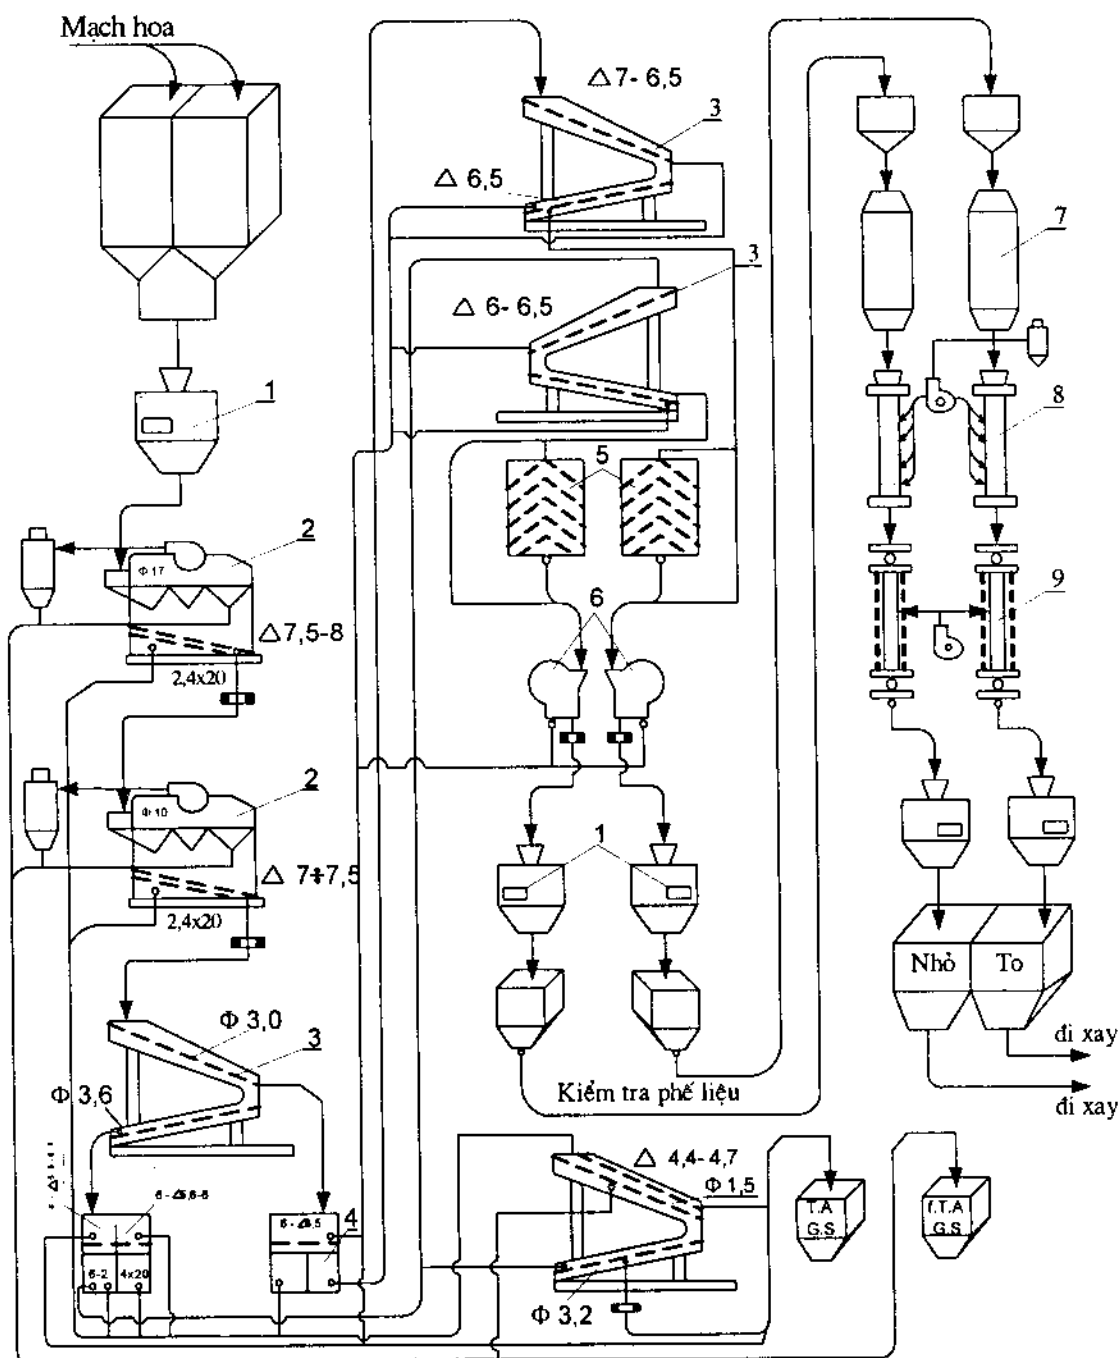 Mạch hoa
1
Φ 17
2
△ 7,5-8
2,4x20
Φ 10
2
△ 7÷7,5
2,4x20
Φ 3,0
3
Φ 3,6
6-2
4x20
4
△ 7- 6,5
3
△ 6,5
3
△ 6- 6,5
5
6
1
Kiểm tra phế liệu
△ 4,4- 4,7
Φ 1,5
Φ 3,2
T.A
G.S
f.T.A
G.S
7
8
9
Nhỏ
To
đi xay
đi xay